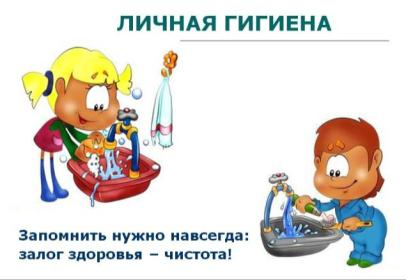 ЛИЧНАЯ ГИГИЕНА
Запомнить нужно навсегда:
залог здоровья – чистота!